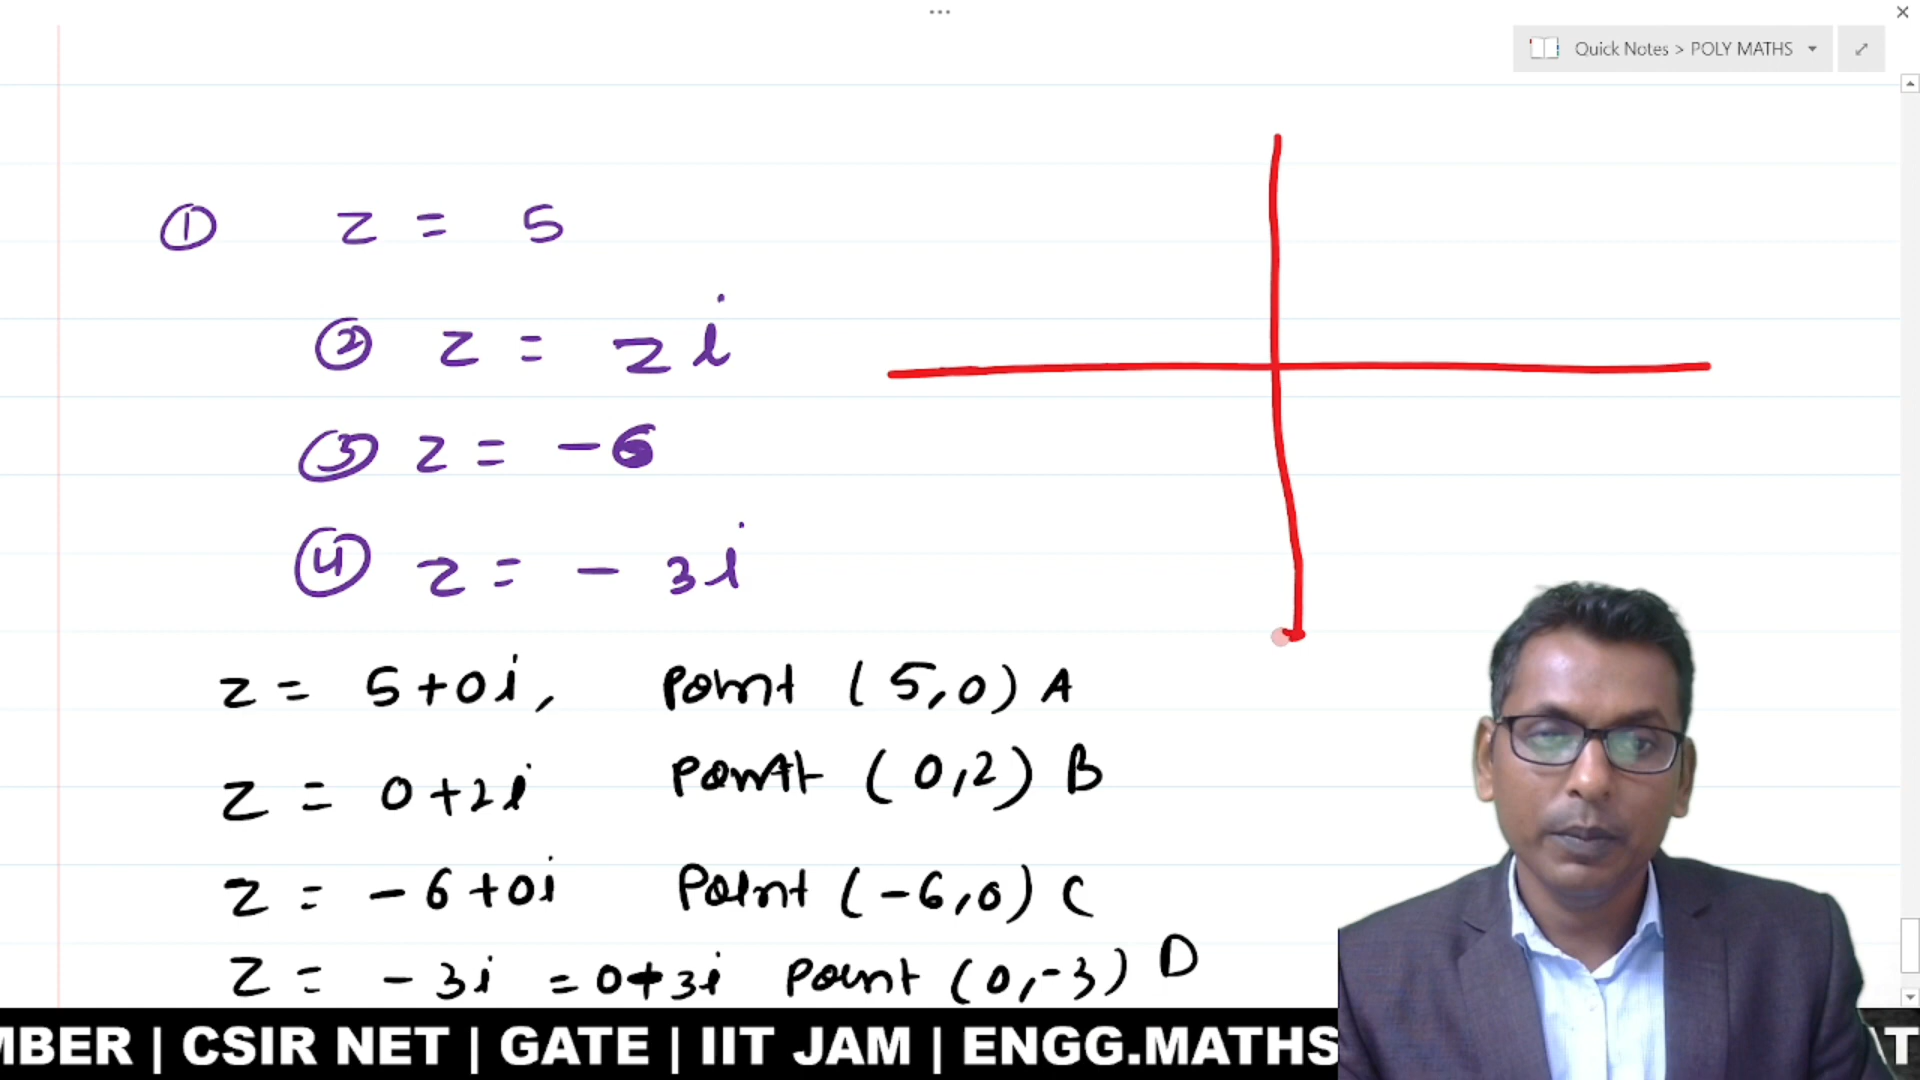 Quick Notes > POLY MATHS
① z = 5
② z = 2i
③ z = -6
④ z = - 3i
z = 5+0i, point (5,0) A
z = 0+2i point (0,2) B
z = -6+0i Point (-6,0) C
z = -3i = 0+3i point (0,-3) D
MBER | CSIR NET | GATE | IIT JAM | ENGG.MATHS